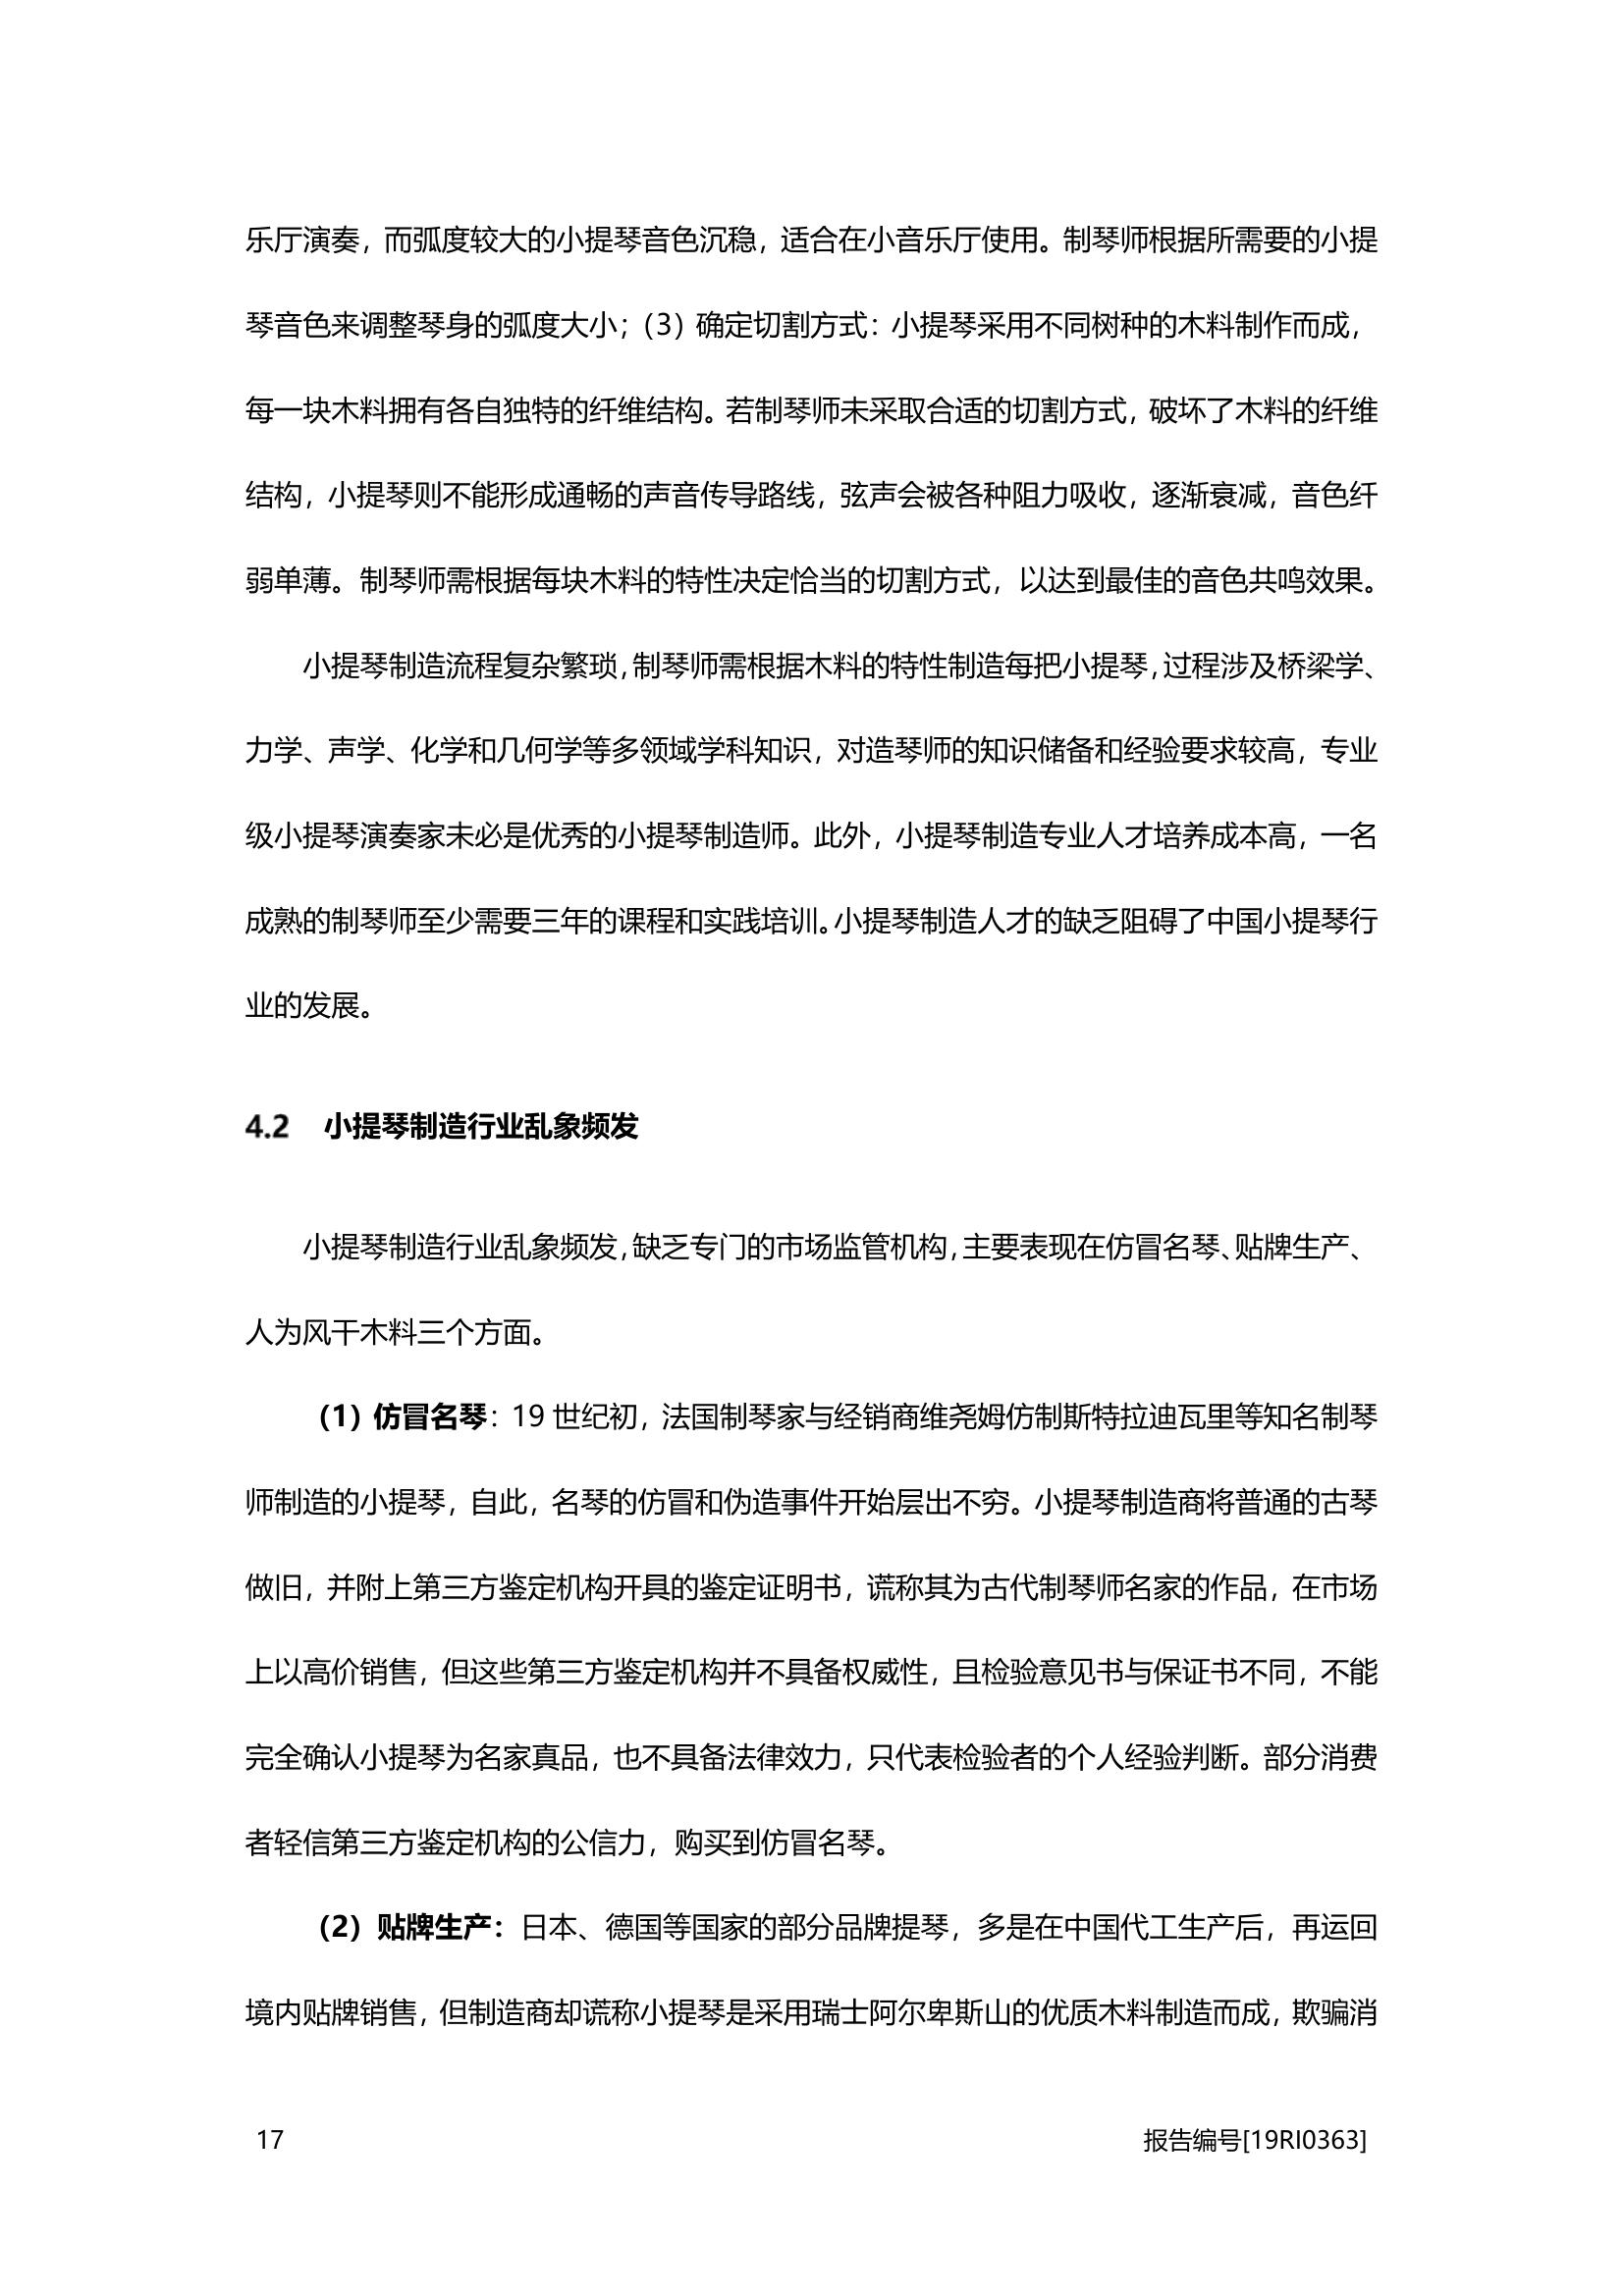 乐厅演奏，而弧度较大的小提琴音色沉稳，适合在小音乐厅使用。制琴师根据所需要的小提
琴音色来调整琴身的弧度大小；（3）确定切割方式：小提琴采用不同树种的木料制作而成，
每一块木料拥有各自独特的纤维结构。若制琴师未采取合适的切割方式，破坏了木料的纤维
结构，小提琴则不能形成通畅的声音传导路线，弦声会被各种阻力吸收，逐渐衰减，音色纤
弱单薄。制琴师需根据每块木料的特性决定恰当的切割方式，以达到最佳的音色共鸣效果。
小提琴制造流程复杂繁琐，制琴师需根据木料的特性制造每把小提琴，过程涉及桥梁学、
力学、声学、化学和几何学等多领域学科知识，对造琴师的知识储备和经验要求较高，专业
级小提琴演奏家未必是优秀的小提琴制造师。此外，小提琴制造专业人才培养成本高，一名
成熟的制琴师至少需要三年的课程和实践培训。小提琴制造人才的缺乏阻碍了中国小提琴行
业的发展。
4.2 小提琴制造行业乱象频发
小提琴制造行业乱象频发，缺乏专门的市场监管机构，主要表现在仿冒名琴、贴牌生产、
人为风干木料三个方面。
（1）仿冒名琴：19 世纪初，法国制琴家与经销商维尧姆仿制斯特拉迪瓦里等知名制琴
师制造的小提琴，自此，名琴的仿冒和伪造事件开始层出不穷。小提琴制造商将普通的古琴
做旧，并附上第三方鉴定机构开具的鉴定证明书，谎称其为古代制琴师名家的作品，在市场
上以高价销售，但这些第三方鉴定机构并不具备权威性，且检验意见书与保证书不同，不能
完全确认小提琴为名家真品，也不具备法律效力，只代表检验者的个人经验判断。部分消费
者轻信第三方鉴定机构的公信力，购买到仿冒名琴。
（2）贴牌生产：日本、德国等国家的部分品牌提琴，多是在中国代工生产后，再运回
境内贴牌销售，但制造商却谎称小提琴是采用瑞士阿尔卑斯山的优质木料制造而成，欺骗消
17 报告编号[19RI0363]